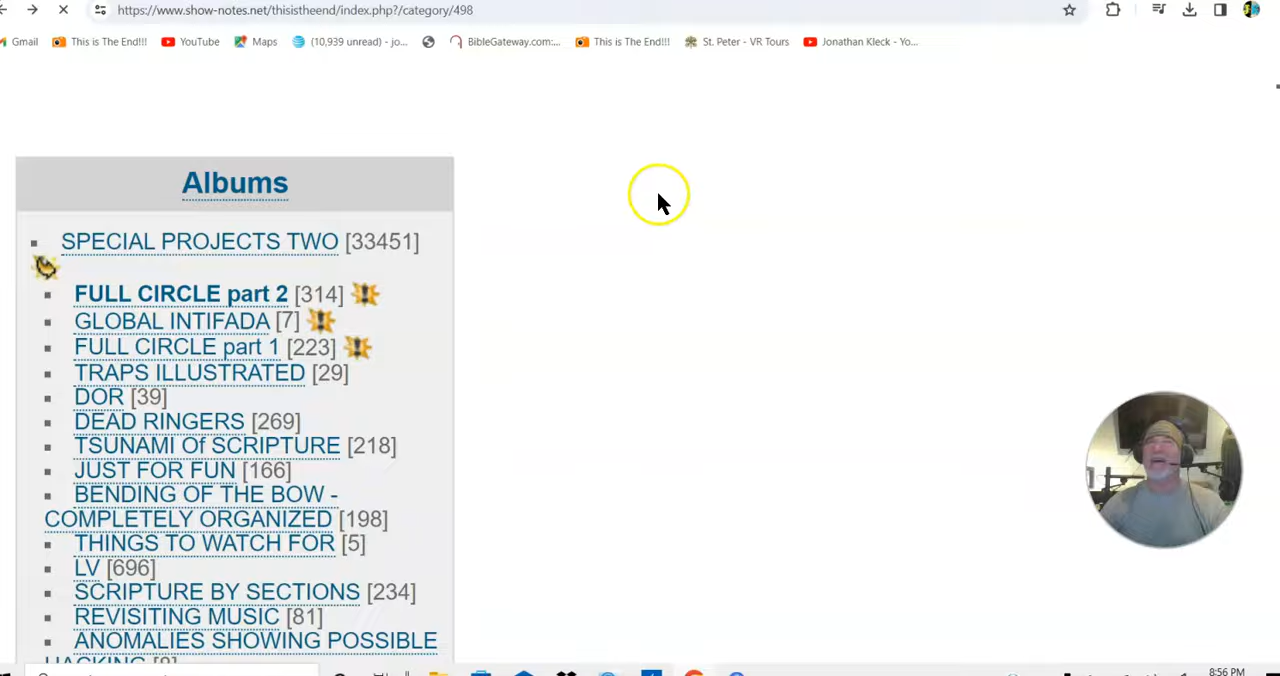 https://www.show-notes.net/thisistheend/index.php?/category/498
Gmail This is The End!!! YouTube Maps (10,939 unread) - jo... BibleGateway.com:... This is The End!!! St. Peter - VR Tours Jonathan Kleck - Yo...
Albums
SPECIAL PROJECTS TWO [33451]
FULL CIRCLE part 2 [314]
GLOBAL INTIFADA [7]
FULL CIRCLE part 1 [223]
TRAPS ILLUSTRATED [29]
DOR [39]
DEAD RINGERS [269]
TSUNAMI Of SCRIPTURE [218]
JUST FOR FUN [166]
BENDING OF THE BOW -
COMPLETELY ORGANIZED [198]
THINGS TO WATCH FOR [5]
LV [696]
SCRIPTURE BY SECTIONS [234]
REVISITING MUSIC [81]
ANOMALIES SHOWING POSSIBLE
HACKING
8:56 PM